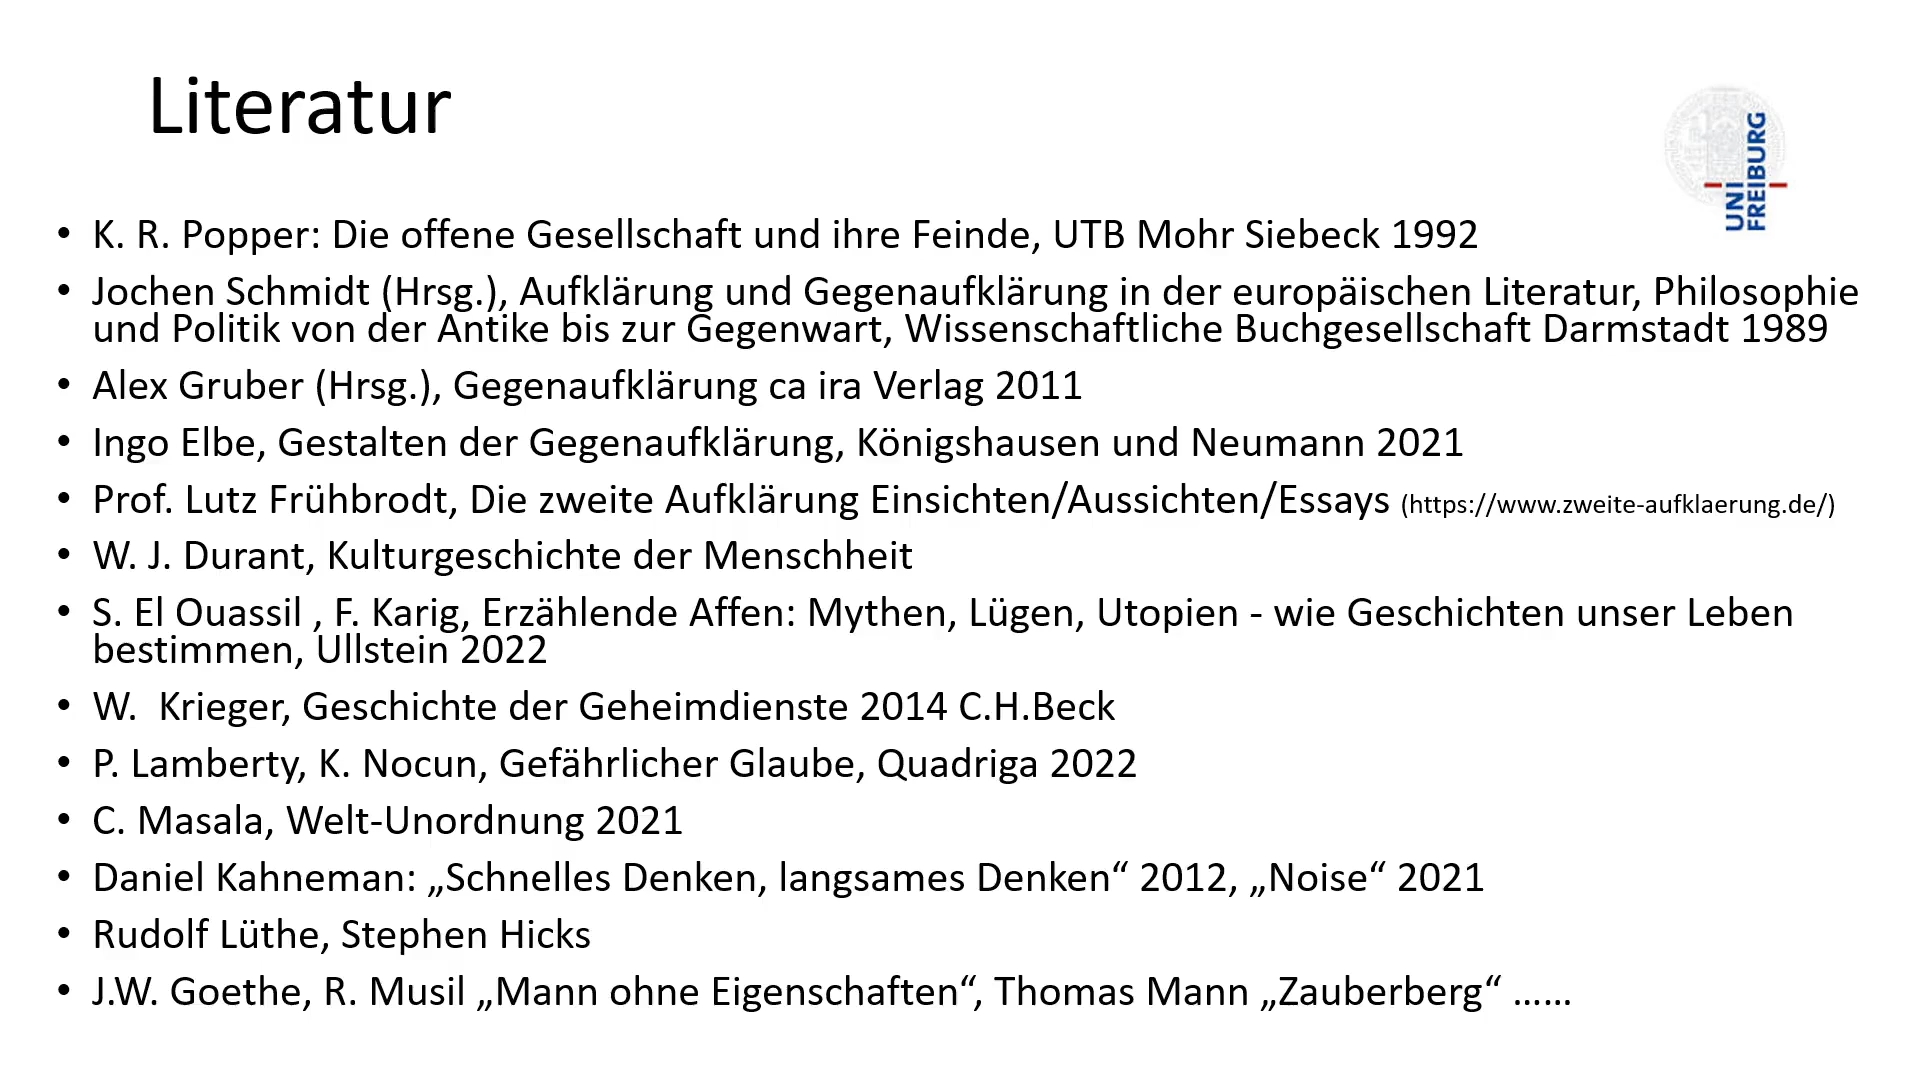 Literatur
UNI
FREIBURG
• K. R. Popper: Die offene Gesellschaft und ihre Feinde, UTB Mohr Siebeck 1992
• Jochen Schmidt (Hrsg.), Aufklärung und Gegenaufklärung in der europäischen Literatur, Philosophie
und Politik von der Antike bis zur Gegenwart, Wissenschaftliche Buchgesellschaft Darmstadt 1989
• Alex Gruber (Hrsg.), Gegenaufklärung ca ira Verlag 2011
• Ingo Elbe, Gestalten der Gegenaufklärung, Königshausen und Neumann 2021
• Prof. Lutz Frühbrodt, Die zweite Aufklärung Einsichten/Aussichten/Essays (https://www.zweite-aufklaerung.de/)
• W. J. Durant, Kulturgeschichte der Menschheit
• S. El Ouassil , F. Karig, Erzählende Affen: Mythen, Lügen, Utopien - wie Geschichten unser Leben
bestimmen, Ullstein 2022
• W.  Krieger, Geschichte der Geheimdienste 2014 C.H.Beck
• P. Lamberty, K. Nocun, Gefährlicher Glaube, Quadriga 2022
• C. Masala, Welt-Unordnung 2021
• Daniel Kahneman: „Schnelles Denken, langsames Denken“ 2012, „Noise“ 2021
• Rudolf Lüthe, Stephen Hicks
• J.W. Goethe, R. Musil „Mann ohne Eigenschaften“, Thomas Mann „Zauberberg“ ……